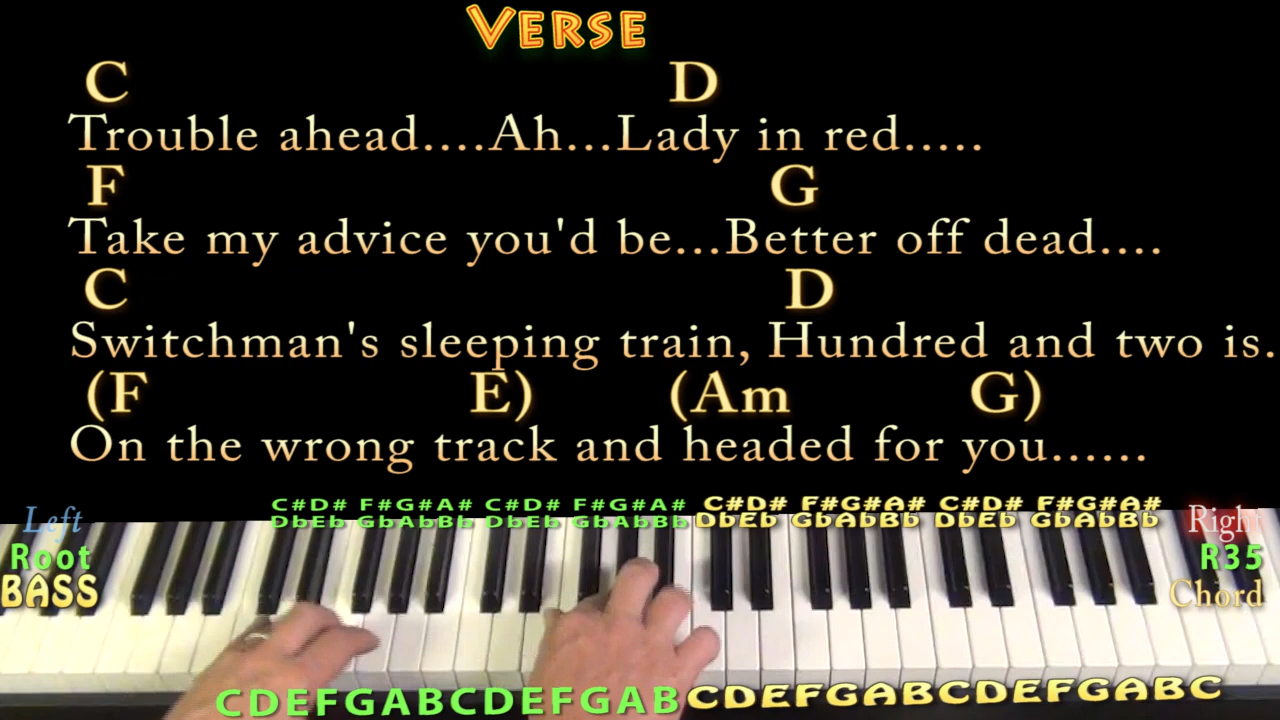 VERSE
C D
Trouble ahead....Ah...Lady in red.....
F G
Take my advice you'd be...Better off dead....
C D
Switchman's sleeping train, Hundred and two is.
(F E) (Am G)
On the wrong track and headed for you......
C#D# F#G#A# C#D# F#G#A# C#D# F#G#A# C#D# F#G#A#
DbEb GbAbBb DbEb GbAbBb DbEb GbAbBb DbEb GbAbBb
Left
Root
BASS
Right
R35
Chord
CDEFGABCDEFGABCDEFGABCDEFGABC